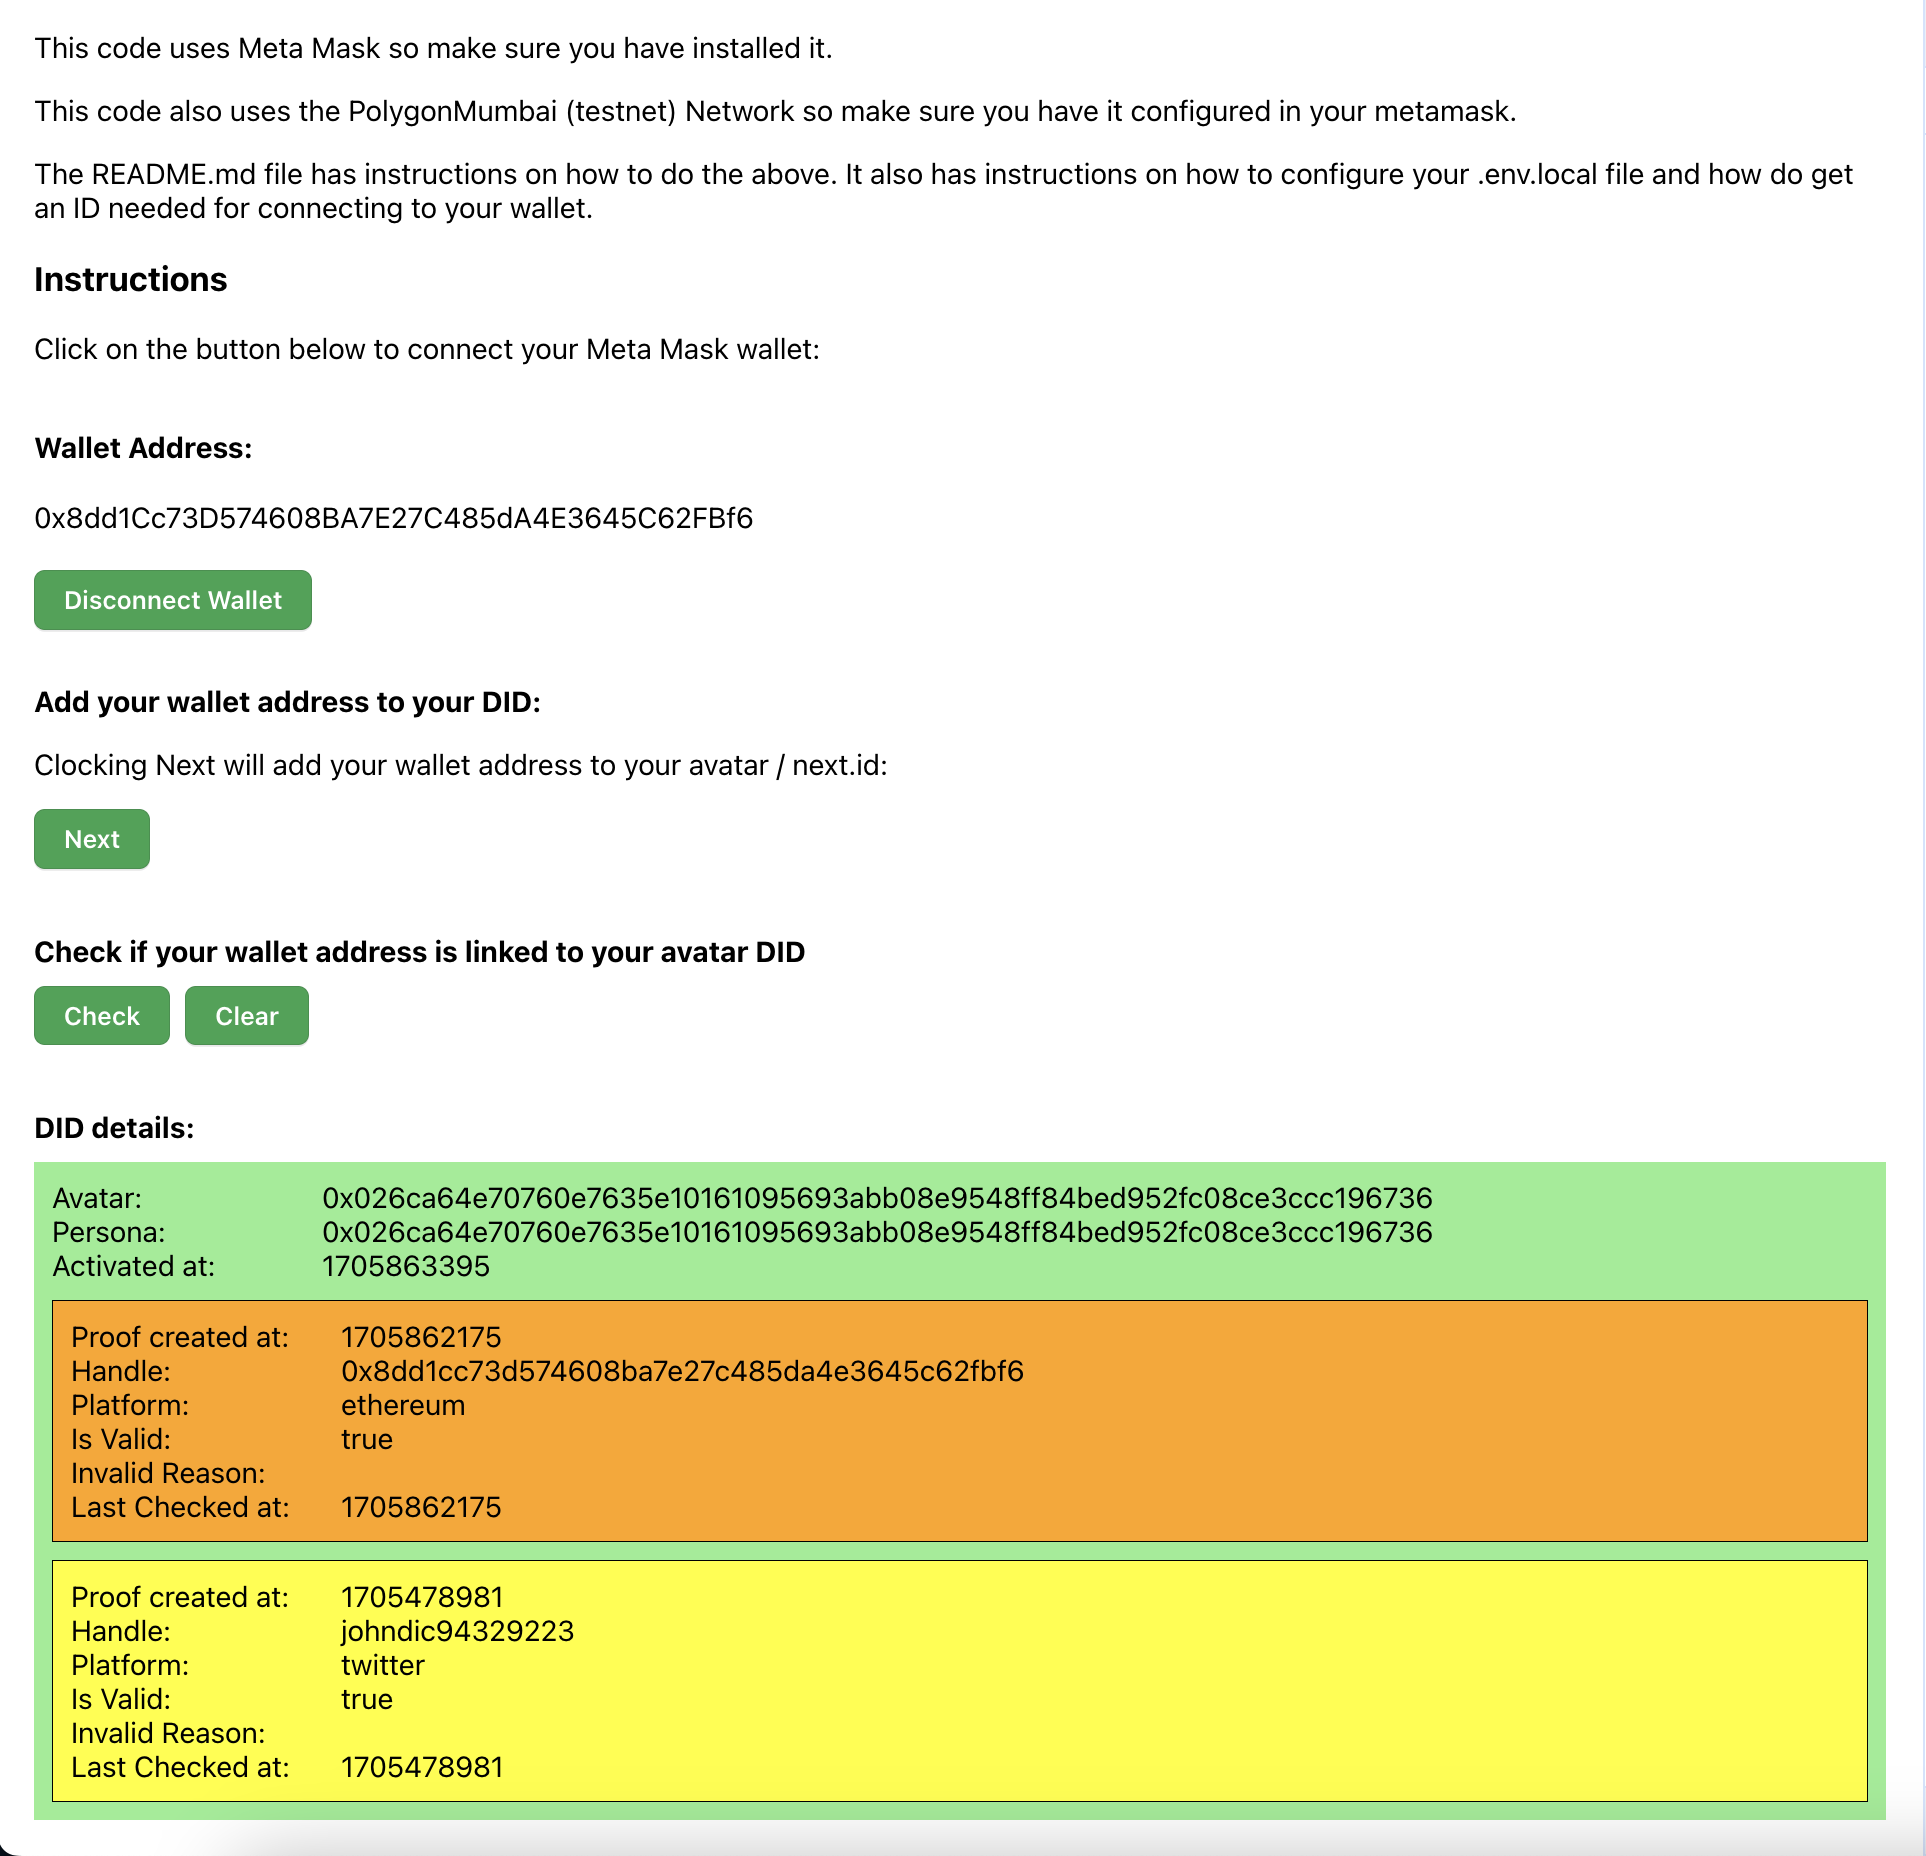 This code uses Meta Mask so make sure you have installed it.
This code also uses the PolygonMumbai (testnet) Network so make sure you have it configured in your metamask.
The README.md file has instructions on how to do the above. It also has instructions on how to configure your .env.local file and how do get
an ID needed for connecting to your wallet.
Instructions
Click on the button below to connect your Meta Mask wallet:
Wallet Address:
0x8dd1Cc73D574608BA7E27C485dA4E3645C62FBf6
Disconnect Wallet
Add your wallet address to your DID:
Clocking Next will add your wallet address to your avatar / next.id:
Next
Check if your wallet address is linked to your avatar DID
Check Clear
DID details:
Avatar: 0x026ca64e70760e7635e10161095693abb08e9548ff84bed952fc08ce3ccc196736
Persona: 0x026ca64e70760e7635e10161095693abb08e9548ff84bed952fc08ce3ccc196736
Activated at: 1705863395
Proof created at: 1705862175
Handle: 0x8dd1cc73d574608ba7e27c485da4e3645c62fbf6
Platform: ethereum
Is Valid: true
Invalid Reason:
Last Checked at: 1705862175
Proof created at: 1705478981
Handle: johndic94329223
Platform: twitter
Is Valid: true
Invalid Reason:
Last Checked at: 1705478981